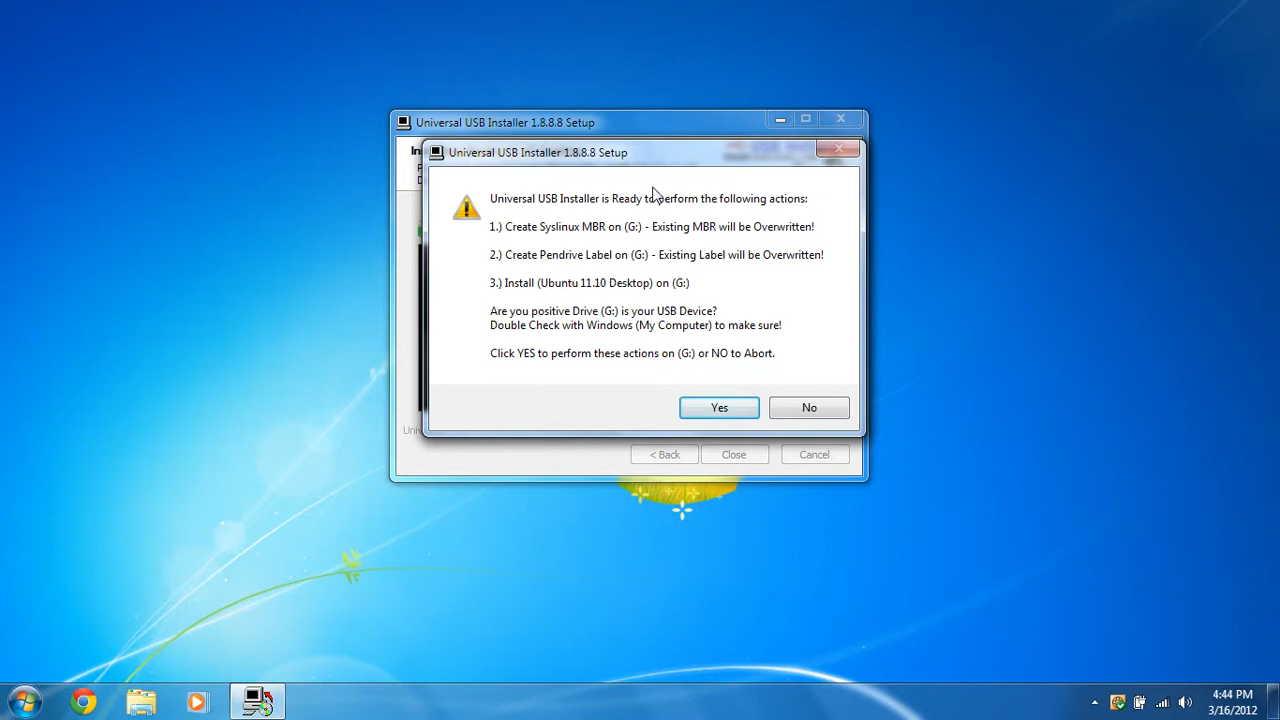 Universal USB Installer 1.8.8.8 Setup
Universal USB Installer 1.8.8.8 Setup
Universal USB Installer is Ready to perform the following actions:
1.) Create Syslinux MBR on (G:) - Existing MBR will be Overwritten!
2.) Create Pendrive Label on (G:) - Existing Label will be Overwritten!
3.) Install (Ubuntu 11.10 Desktop) on (G:)
Are you positive Drive (G:) is your USB Device?
Double Check with Windows (My Computer) to make sure!
Click YES to perform these actions on (G:) or NO to Abort.
Yes No
< Back Close Cancel
4:44 PM
3/16/2012